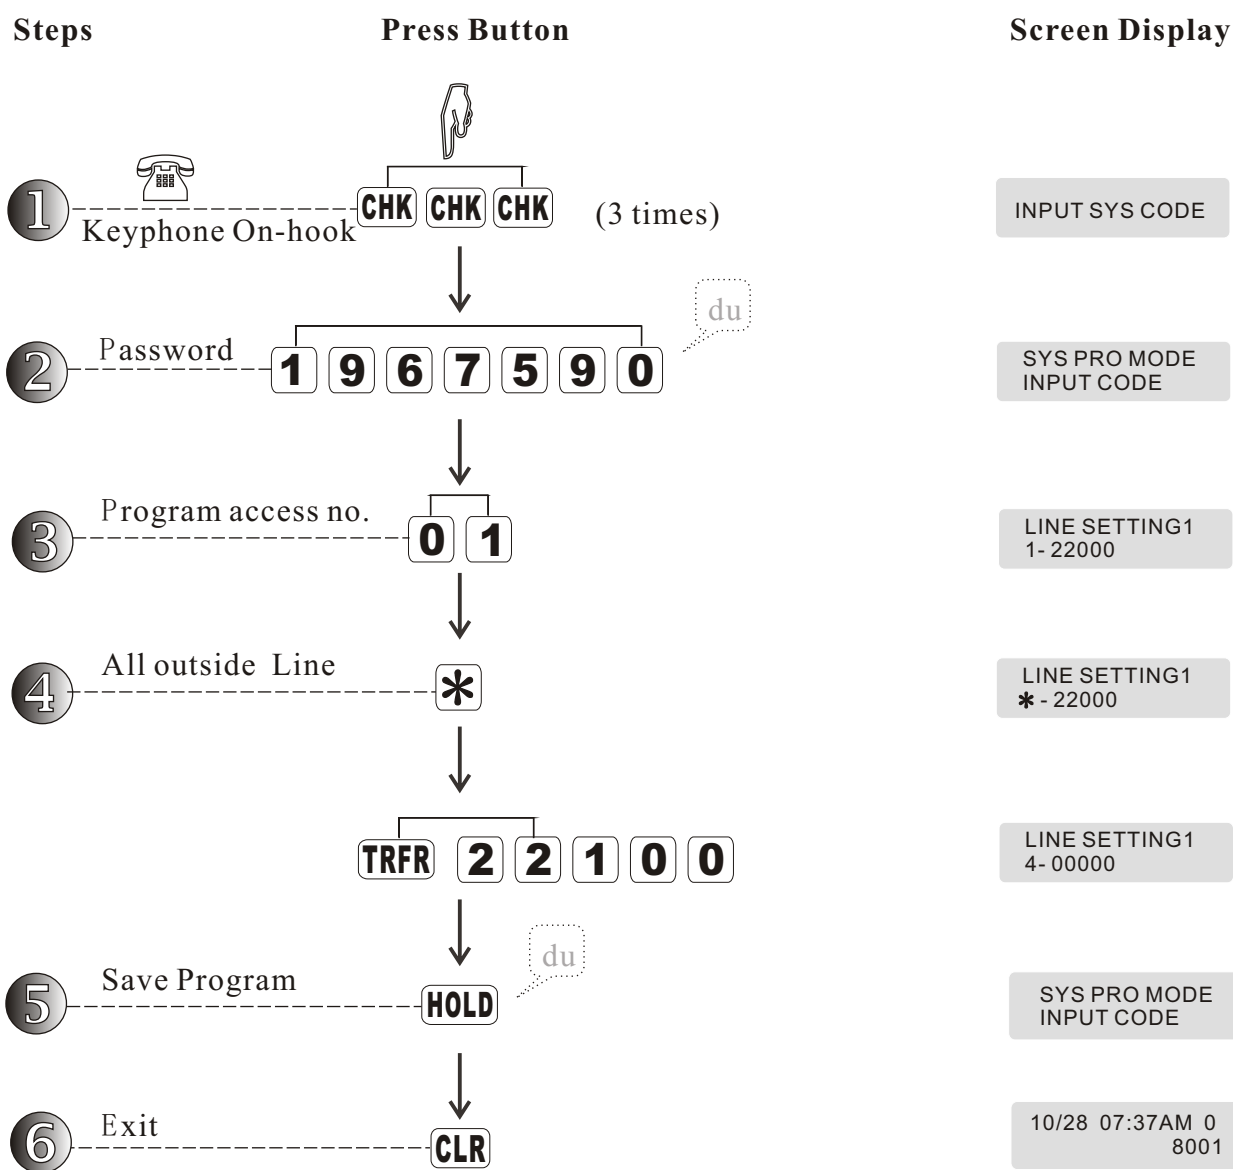 Steps Press Button Screen Display
1 Keyphone On-hook CHK CHK CHK (3 times) INPUT SYS CODE
du
2 Password 1 9 6 7 5 9 0 SYS PRO MODE
INPUT CODE
3 Program access no. 0 1 LINE SETTING1
1- 22000
4 All outside Line * LINE SETTING1
* - 22000
TRFR 2 2 1 0 0 LINE SETTING1
4- 00000
du
5 Save Program HOLD SYS PRO MODE
INPUT CODE
6 Exit CLR 10/28 07:37AM 0
8001